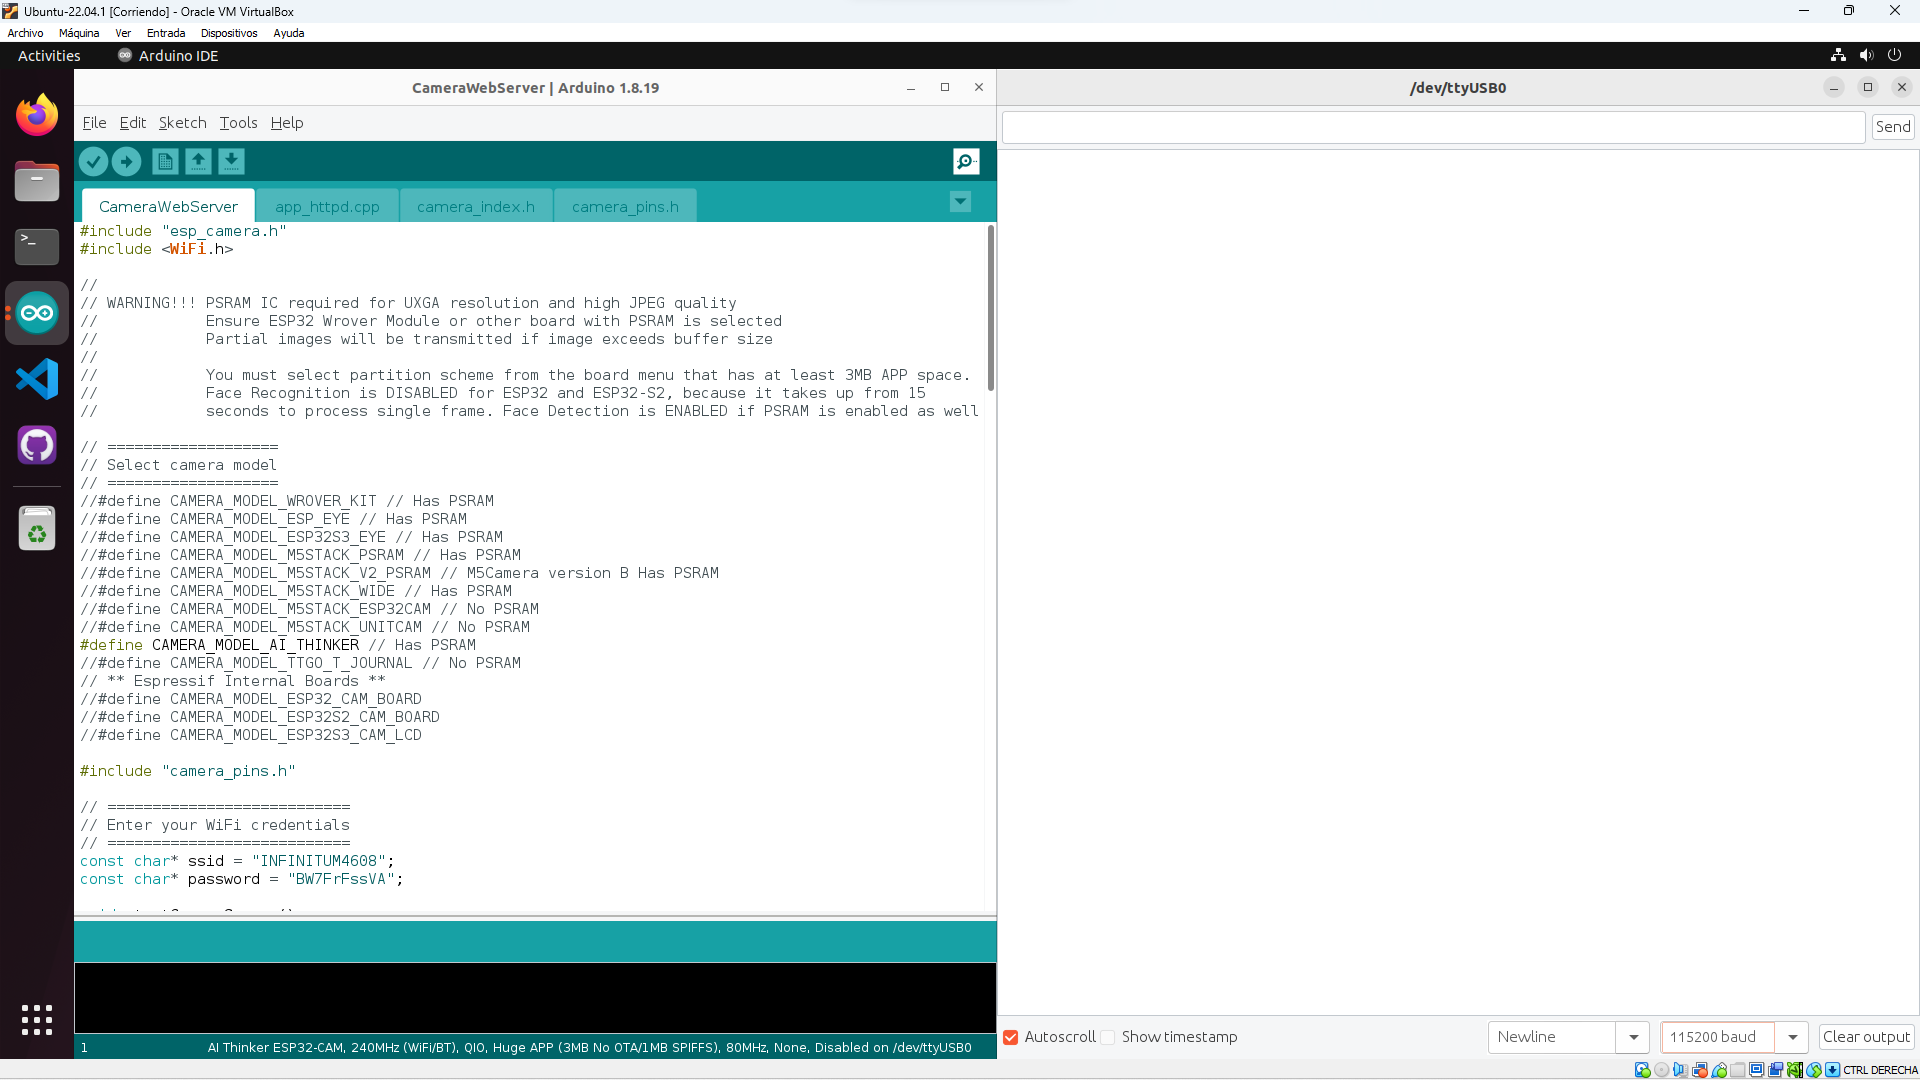 Ubuntu-22.04.1 [Corriendo] - Oracle VM VirtualBox
Archivo Máquina Ver Entrada Dispositivos Ayuda
Activities Arduino IDE
CameraWebServer | Arduino 1.8.19
/dev/ttyUSB0
File Edit Sketch Tools Help
Send
CameraWebServer app_httpd.cpp camera_index.h camera_pins.h
#include "esp_camera.h"
#include <WiFi.h>
//
// WARNING!!! PSRAM IC required for UXGA resolution and high JPEG quality
//            Ensure ESP32 Wrover Module or other board with PSRAM is selected
//            Partial images will be transmitted if image exceeds buffer size
//
//            You must select partition scheme from the board menu that has at least 3MB APP space.
//            Face Recognition is DISABLED for ESP32 and ESP32-S2, because it takes up from 15
//            seconds to process single frame. Face Detection is ENABLED if PSRAM is enabled as well
// ===================
// Select camera model
// ===================
//#define CAMERA_MODEL_WROVER_KIT // Has PSRAM
//#define CAMERA_MODEL_ESP_EYE // Has PSRAM
//#define CAMERA_MODEL_ESP32S3_EYE // Has PSRAM
//#define CAMERA_MODEL_M5STACK_PSRAM // Has PSRAM
//#define CAMERA_MODEL_M5STACK_V2_PSRAM // M5Camera version B Has PSRAM
//#define CAMERA_MODEL_M5STACK_WIDE // Has PSRAM
//#define CAMERA_MODEL_M5STACK_ESP32CAM // No PSRAM
//#define CAMERA_MODEL_M5STACK_UNITCAM // No PSRAM
#define CAMERA_MODEL_AI_THINKER // Has PSRAM
//#define CAMERA_MODEL_TTGO_T_JOURNAL // No PSRAM
// ** Espressif Internal Boards **
//#define CAMERA_MODEL_ESP32_CAM_BOARD
//#define CAMERA_MODEL_ESP32S2_CAM_BOARD
//#define CAMERA_MODEL_ESP32S3_CAM_LCD
#include "camera_pins.h"
// ===========================
// Enter your WiFi credentials
// ===========================
const char* ssid = "INFINITUM4608";
const char* password = "BW7FrFssVA";
Autoscroll Show timestamp Newline 115200 baud Clear output
1 AI Thinker ESP32-CAM, 240MHz (WiFi/BT), QIO, Huge APP (3MB No OTA/1MB SPIFFS), 80MHz, None, Disabled on /dev/ttyUSB0
CTRL DERECHA